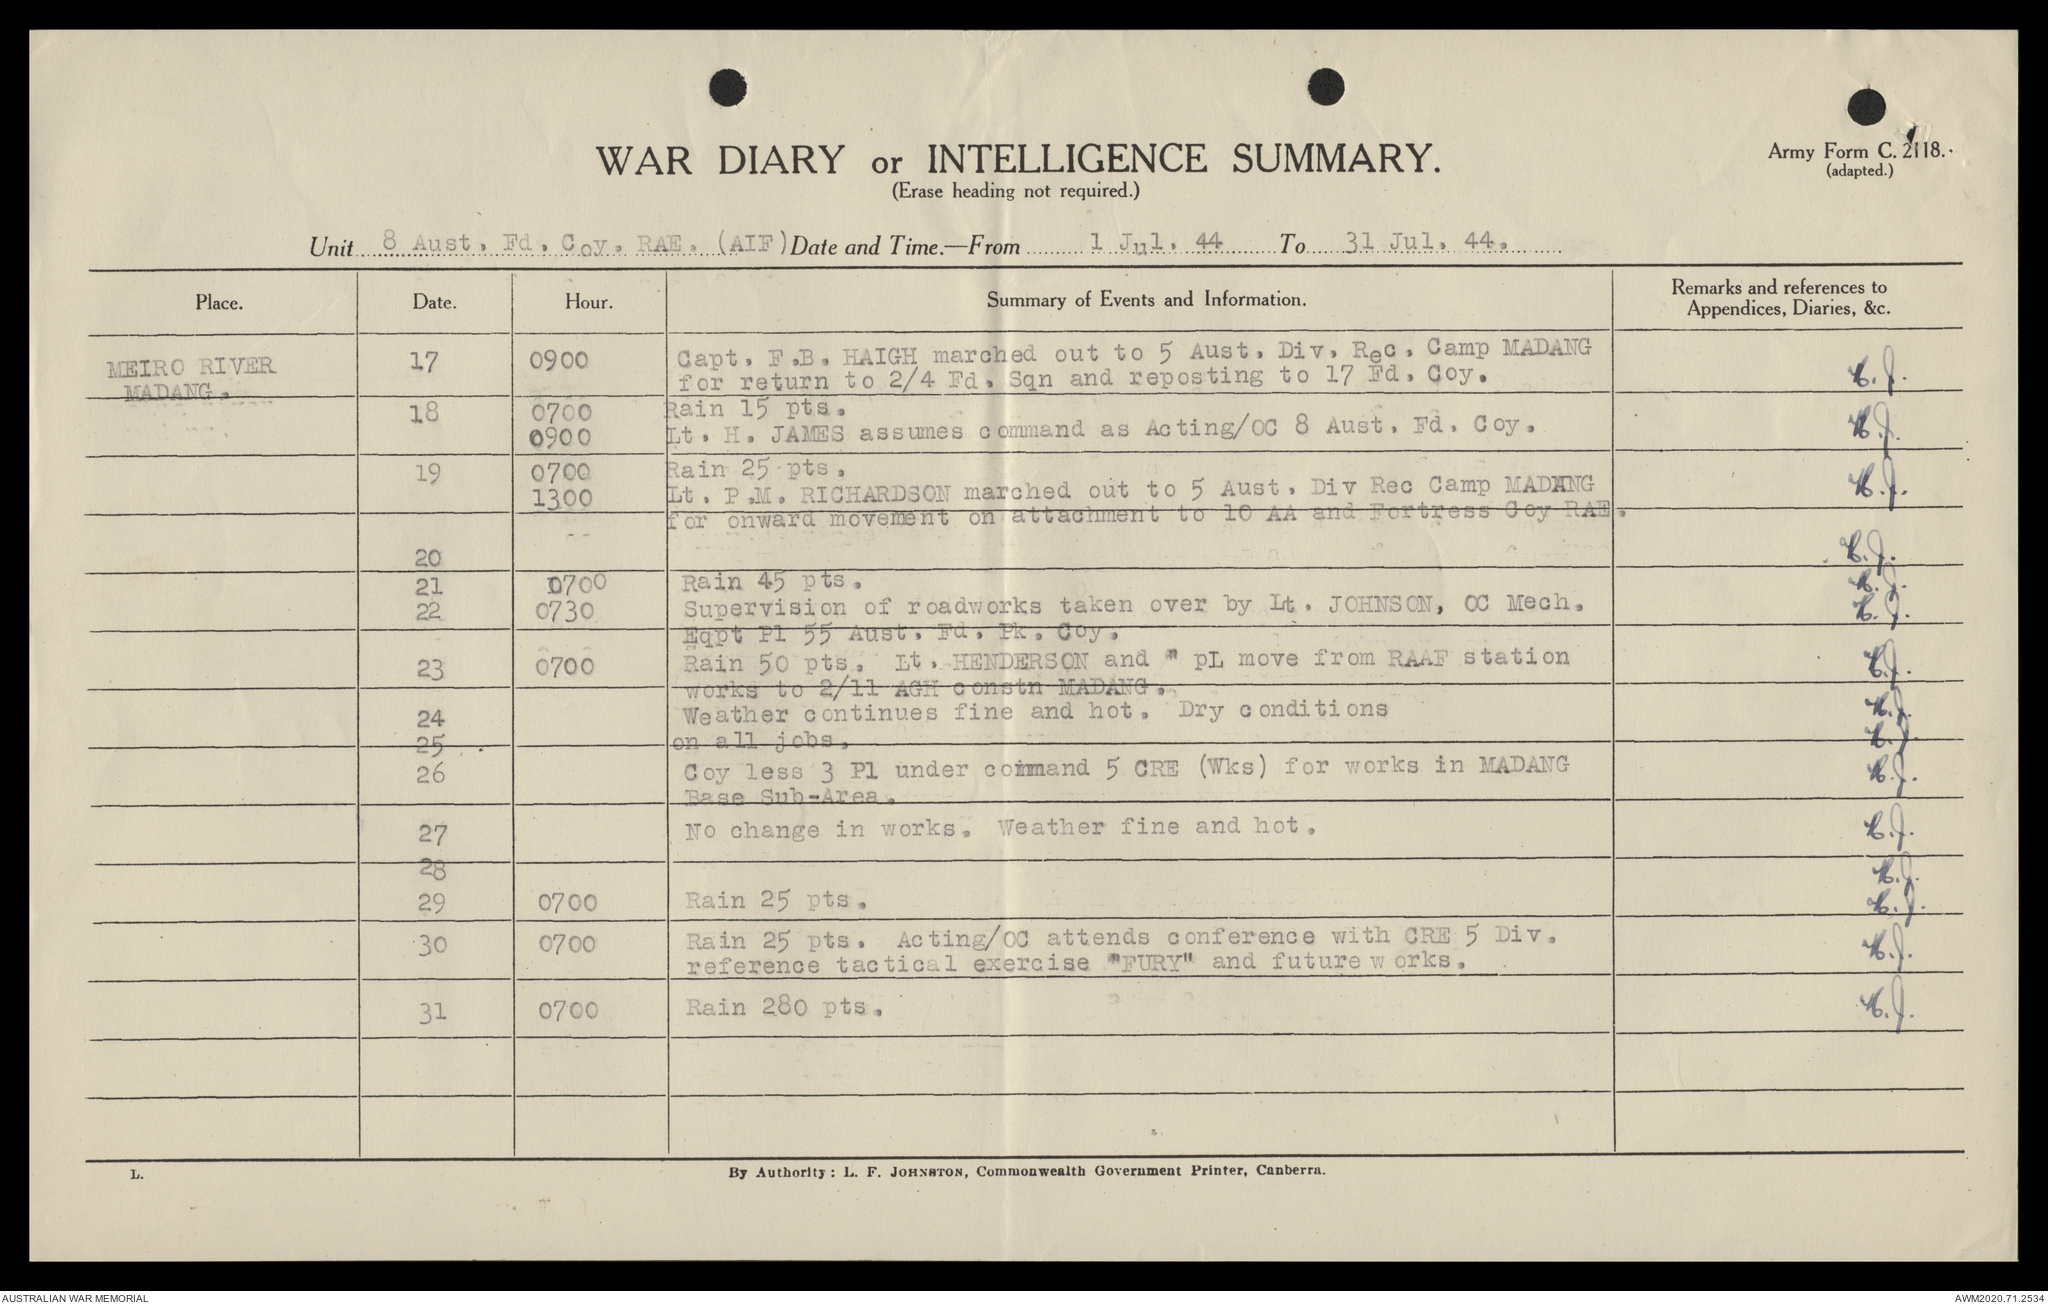 WAR DIARY or INTELLIGENCE SUMMARY.
(Erase heading not required.)
Army Form C. 2118.
(adapted.)
Unit 8 Aust. Fd. Coy. RAE. (AIF) Date and Time.—From 1 Jul. 44 To 31 Jul. 44.
Place. Date. Hour. Summary of Events and Information. Remarks and references to
Appendices, Diaries, &c.
MEIRO RIVER 17 0900 Capt. F.B. HAIGH marched out to 5 Aust. Div. Rec. Camp MADANG
MADANG. for return to 2/4 Fd. Sqn and reposting to 17 Fd. Coy. H.J.
18 0700 Rain 15 pts.
0900 Lt. H. JAMES assumes command as Acting/OC 8 Aust. Fd. Coy. H.J.
19 0700 Rain 25 pts.
1300 Lt. P.M. RICHARDSON marched out to 5 Aust. Div Rec Camp MADANG H.J.
for onward movement on attachment to 10 AA and Fortress Coy RAE.
20 H.J.
21 0700 Rain 45 pts. H.J.
22 0730 Supervision of roadworks taken over by Lt. JOHNSON, OC Mech. H.J.
Eqpt Pl 55 Aust. Fd. Pk. Coy.
23 0700 Rain 50 pts. Lt. HENDERSON and " pL move from RAAF station H.J.
works to 2/11 AGH constn MADANG.
24 Weather continues fine and hot. Dry conditions H.J.
25 on all jobs. H.J.
26 Coy less 3 Pl under command 5 CRE (Wks) for works in MADANG H.J.
Base Sub-Area.
27 No change in works. Weather fine and hot. H.J.
28 H.J.
29 0700 Rain 25 pts. H.J.
30 0700 Rain 25 pts. Acting/OC attends conference with CRE 5 Div. H.J.
reference tactical exercise "FURY" and future works.
31 0700 Rain 280 pts. H.J.
L. By Authority: L. F. JOHNSTON, Commonwealth Government Printer, Canberra.
AUSTRALIAN WAR MEMORIAL AWM2020.71.2534